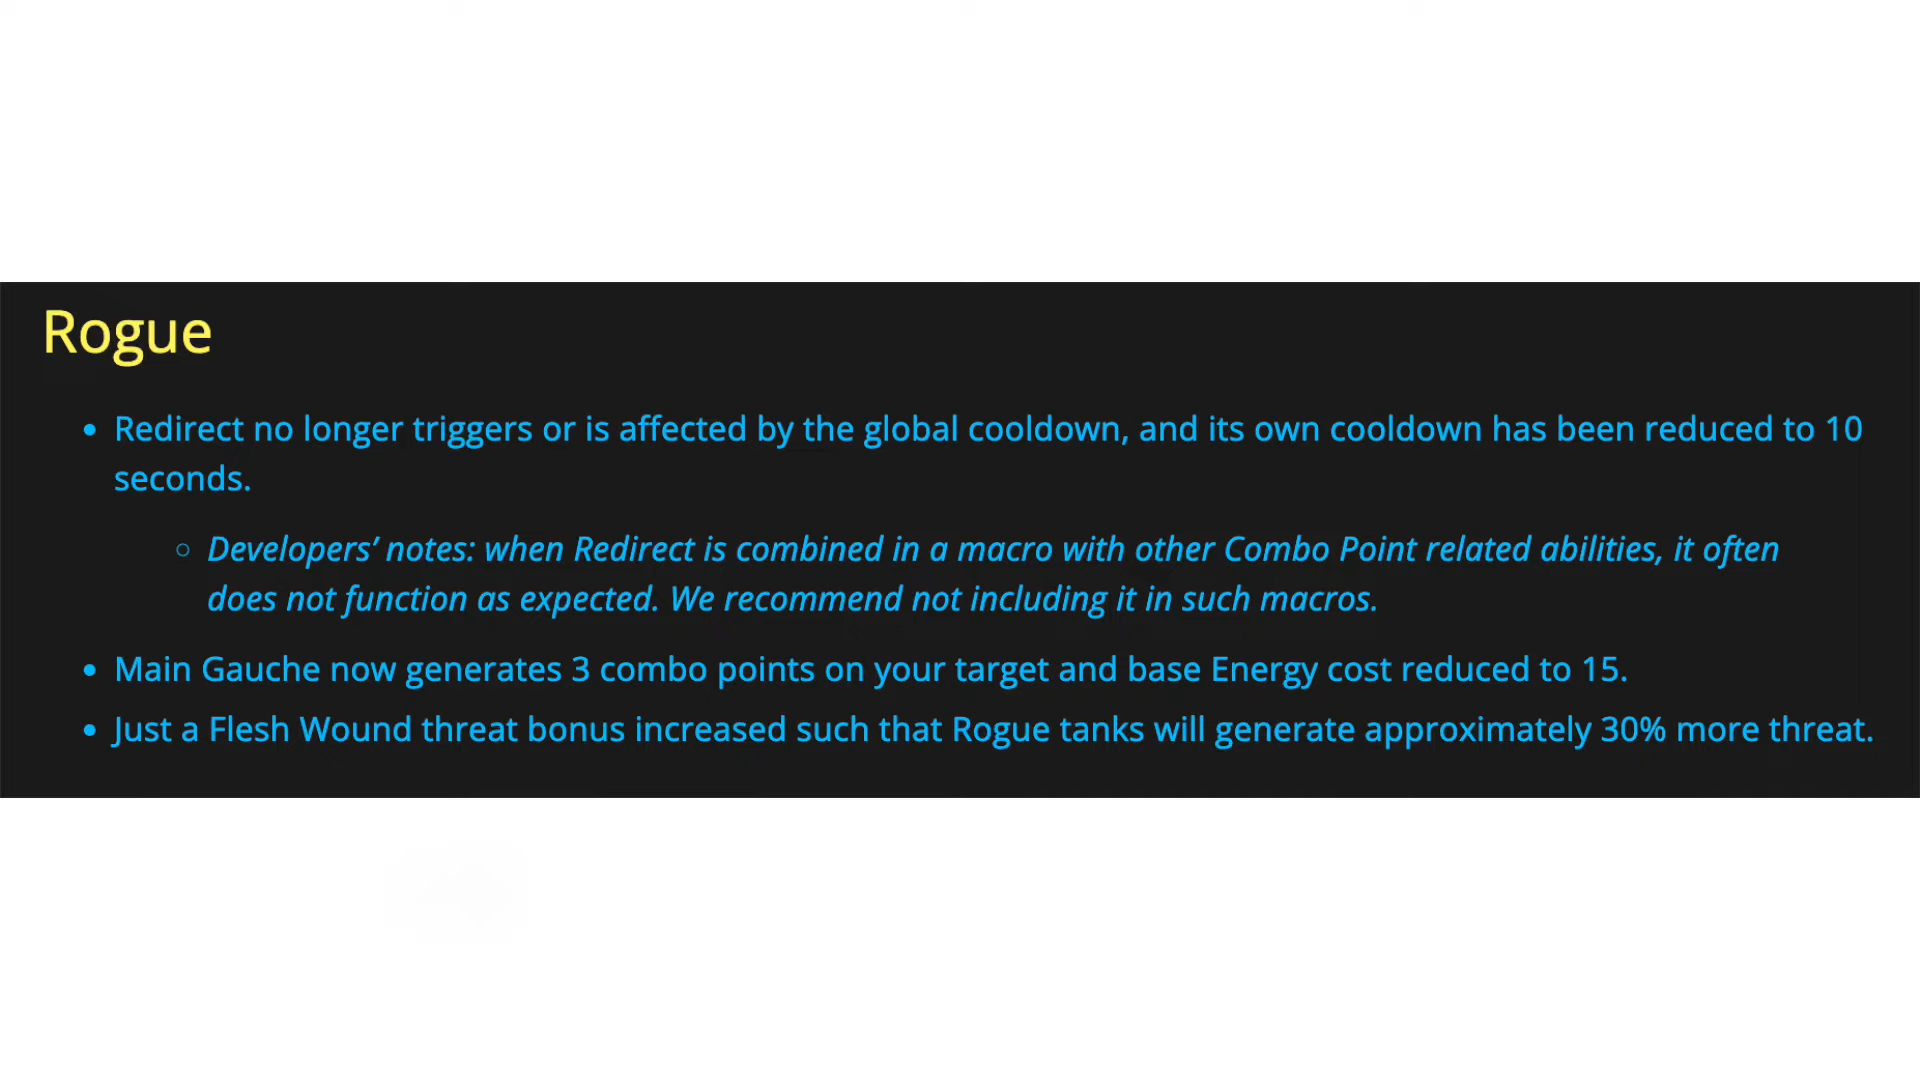 Rogue
• Redirect no longer triggers or is affected by the global cooldown, and its own cooldown has been reduced to 10
seconds.
○ Developers’ notes: when Redirect is combined in a macro with other Combo Point related abilities, it often
does not function as expected. We recommend not including it in such macros.
• Main Gauche now generates 3 combo points on your target and base Energy cost reduced to 15.
• Just a Flesh Wound threat bonus increased such that Rogue tanks will generate approximately 30% more threat.